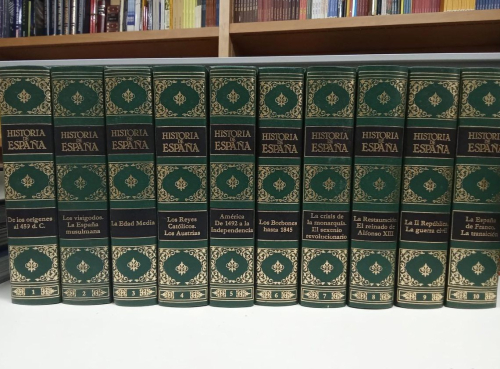 HISTORIA
DE ESPAÑA
De los orígenes
al 459 d. C.
1
HISTORIA
DE ESPAÑA
Los visigodos.
La España
musulmana
2
HISTORIA
DE ESPAÑA
La Edad Media
3
HISTORIA
DE ESPAÑA
Los Reyes
Católicos.
Los Austrias
4
HISTORIA
DE ESPAÑA
América
De 1492 a la
Independencia
5
HISTORIA
DE ESPAÑA
Los Borbones
hasta 1845
6
HISTORIA
DE ESPAÑA
La crisis de
la monarquía.
El sexenio
revolucionario
7
HISTORIA
DE ESPAÑA
La Restauración
El reinado de
Alfonso XIII
8
HISTORIA
DE ESPAÑA
La II República
La guerra civil
9
HISTORIA
DE ESPAÑA
La España
de Franco.
La transición
10